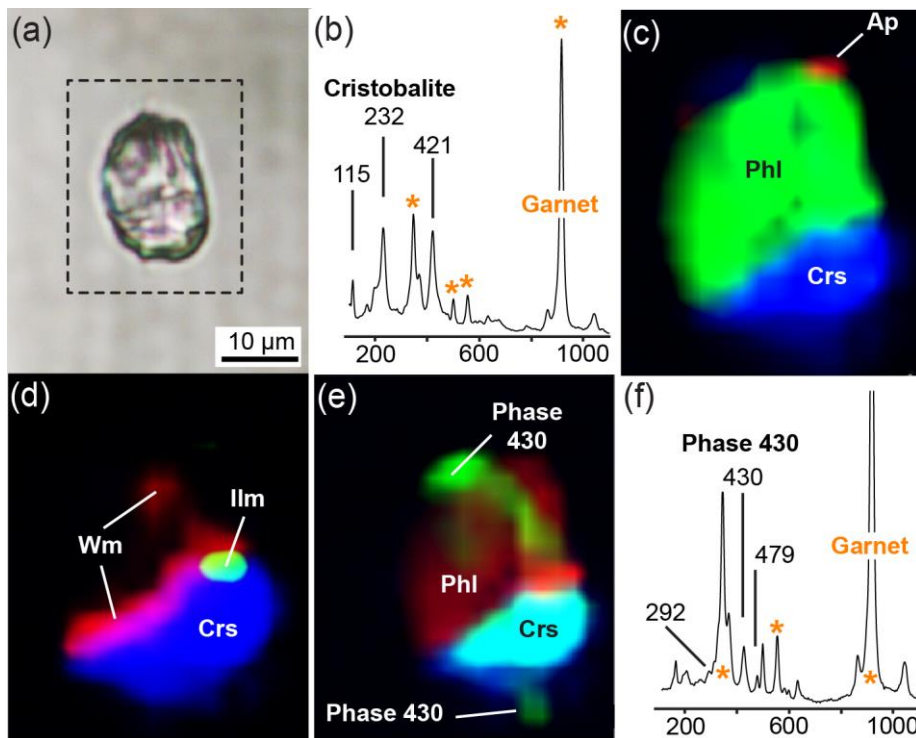 (a)
10 µm
(b)
*
Cristobalite
232
115
*
421
Garnet
* *
200 600 1000
(c)
Ap
Phl
Crs
(d)
Wm
Ilm
Crs
(e)
Phase
430
Phl
Crs
Phase 430
(f)
Phase 430
430
479
Garnet
292
* * *
200 600 1000